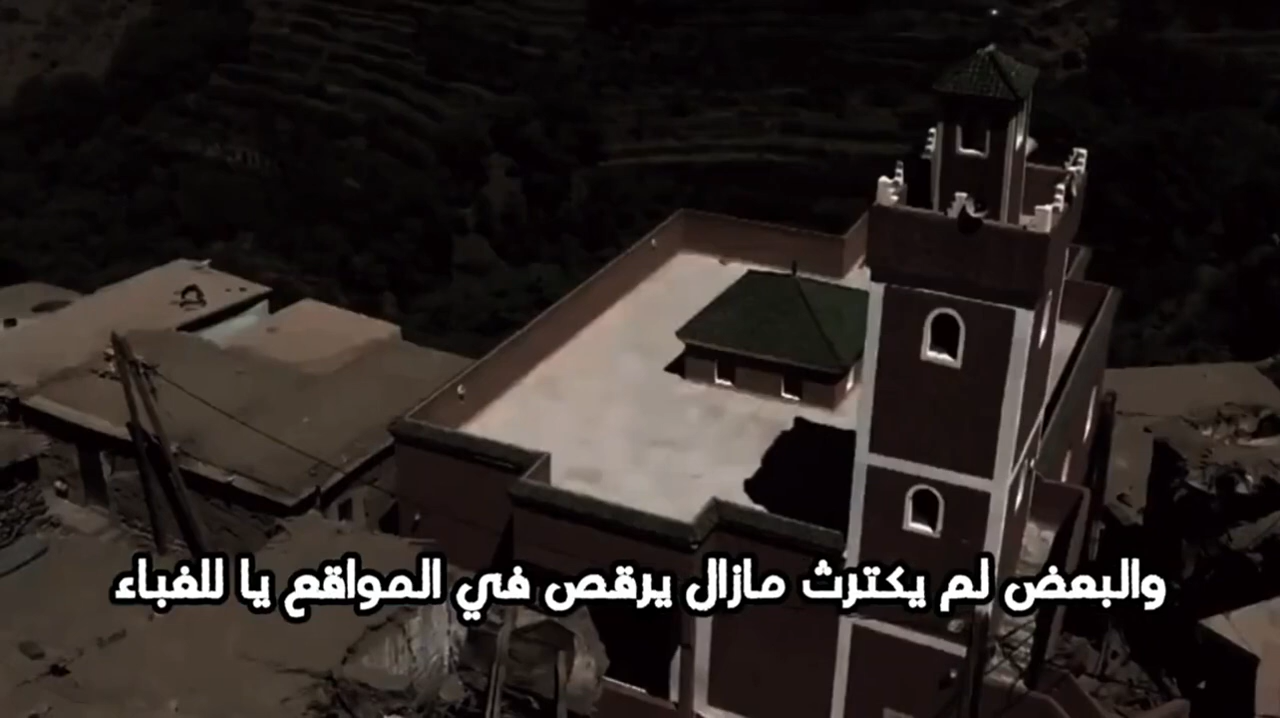 والبعض لم يكترث مازال يرقص في المواقع يا للغباء